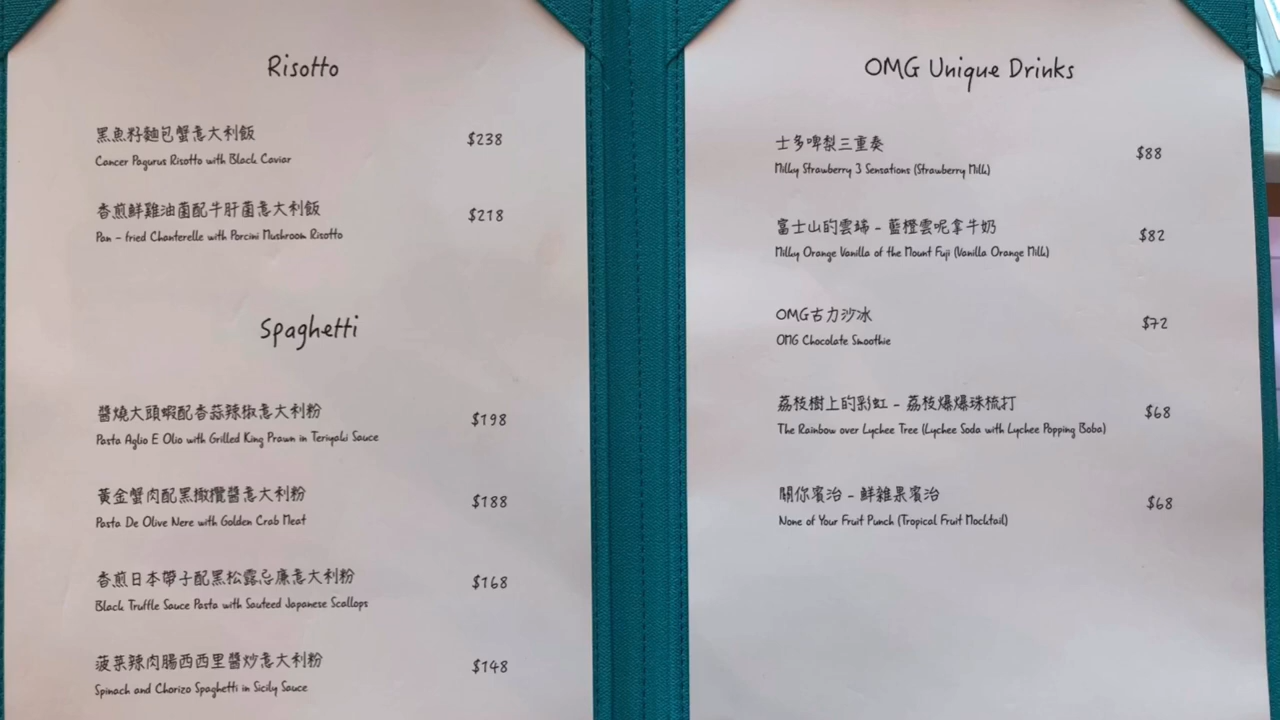 Risotto
黑魚籽麵包蟹意大利飯
$238
Cancer Pagurus Risotto with Black Caviar
香煎鮮雞油菌配牛肝菌意大利飯
$218
Pan - fried Chanterelle with Porcini Mushroom Risotto
Spaghetti
醬燒大頭蝦配香蒜辣椒意大利粉
$198
Pasta Aglio E Olio with Grilled King Prawn in Teriyaki Sauce
黃金蟹肉配黑橄欖醬意大利粉
$188
Pasta De Olive Nere with Golden Crab Meat
香煎日本帶子配黑松露忌廉意大利粉
$168
Black Truffle Sauce Pasta with Sauteed Japanese Scallops
菠菜辣肉腸西西里醬炒意大利粉
$148
Spinach and Chorizo Spaghetti in Sicily Sauce
OMG Unique Drinks
士多啤梨三重奏
$88
Milky Strawberry 3 Sensations (Strawberry Milk)
富士山的雲端 - 藍橙雲呢拿牛奶
$82
Milky Orange Vanilla of the Mount Fuji (Vanilla Orange Milk)
OMG古力沙冰
$72
OMG Chocolate Smoothie
荔枝樹上的彩虹 - 荔枝爆爆珠梳打
$68
The Rainbow over Lychee Tree (Lychee Soda with Lychee Popping Boba)
關你賓治 - 鮮雜果賓治
$68
None of Your Fruit Punch (Tropical Fruit Mocktail)